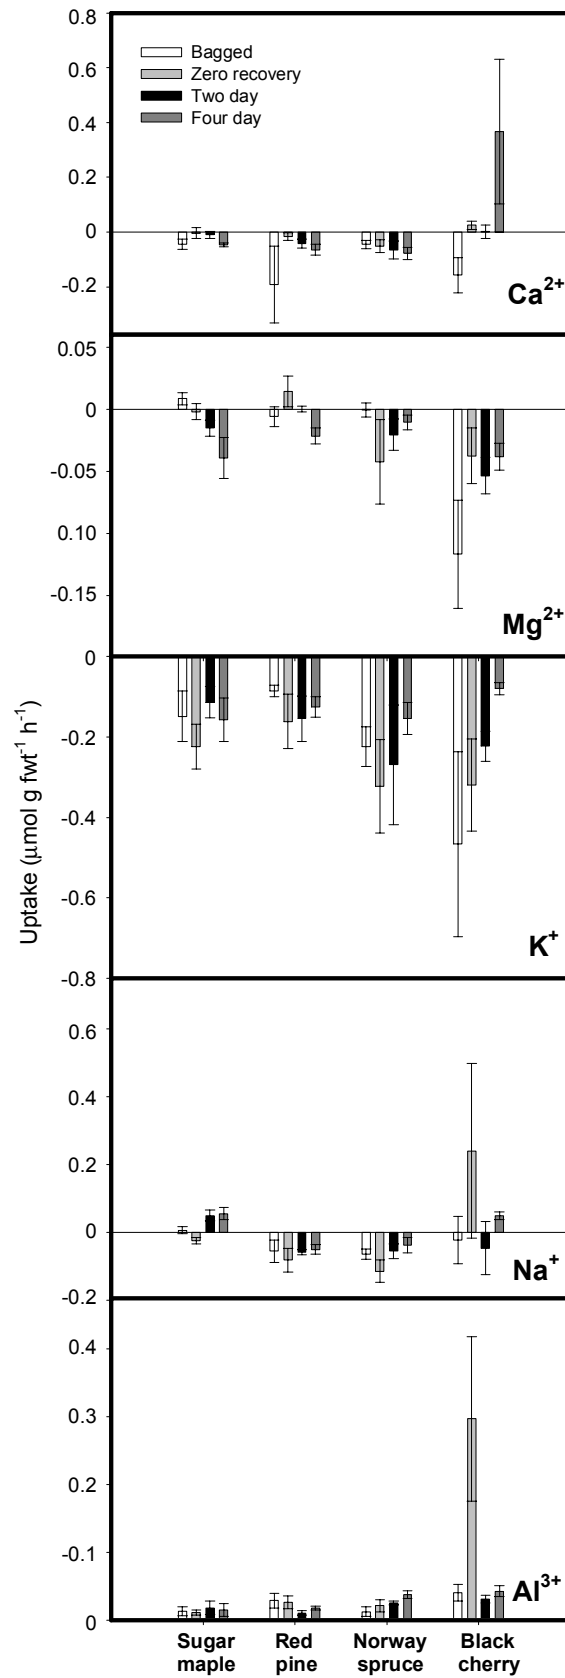 0.8
Bagged
Zero recovery
Two day
Four day
0.6
0.4
0.2
0
-0.2
Ca²⁺
0.05
0
-0.05
0.10
-0.15
Mg²⁺
0
-0.2
-0.4
-0.6
-0.8
K⁺
Uptake (μmol g fwt⁻¹ h⁻¹)
0.6
0.4
0.2
0
-0.2
Na⁺
0.4
0.3
0.2
-0.1
0
Al³⁺
Sugar maple
Red pine
Norway spruce
Black cherry